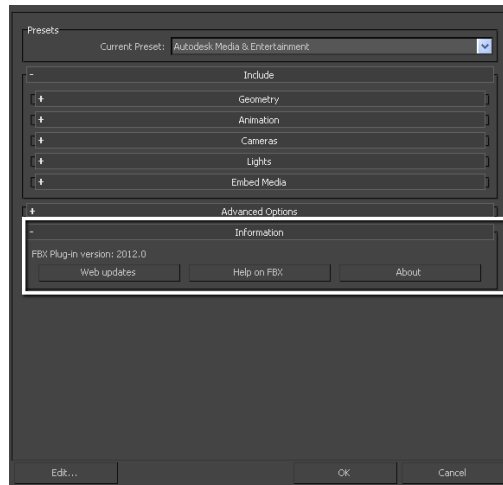 Presets
Current Preset: Autodesk Media & Entertainment
- Include
+ Geometry
+ Animation
+ Cameras
+ Lights
+ Embed Media
+ Advanced Options
- Information
FBX Plug-in version: 2012.0
Web updates Help on FBX About
Edit... OK Cancel